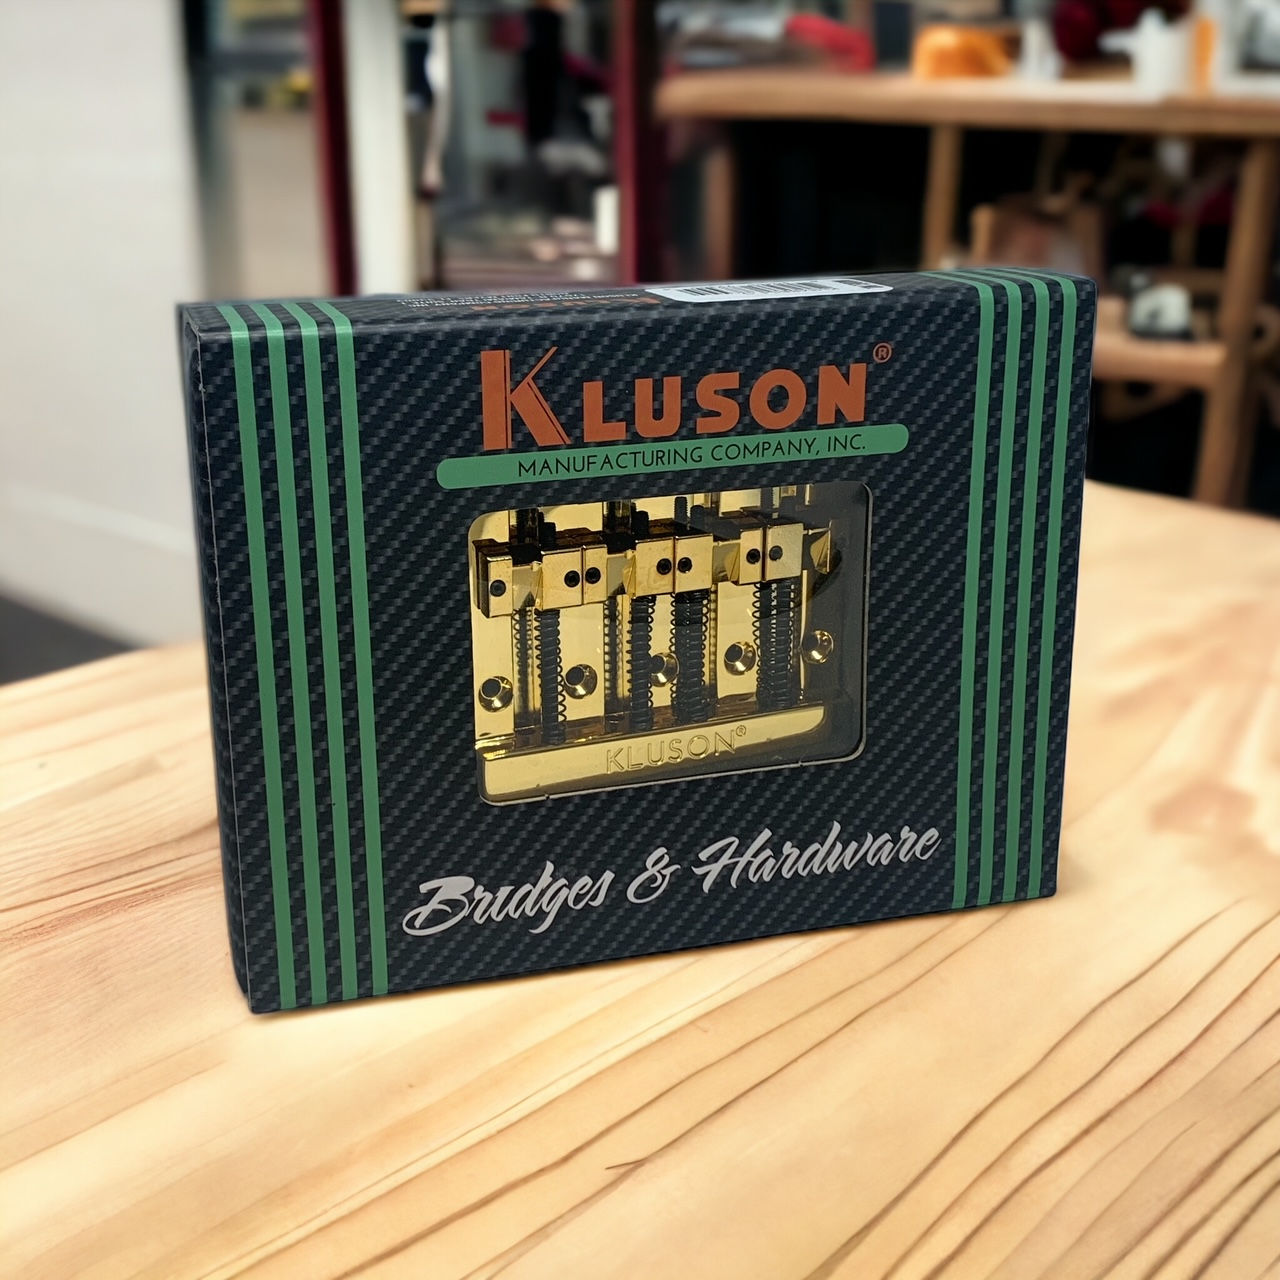 KLUSON®
MANUFACTURING COMPANY, INC.
KLUSON®
Bridges & Hardware